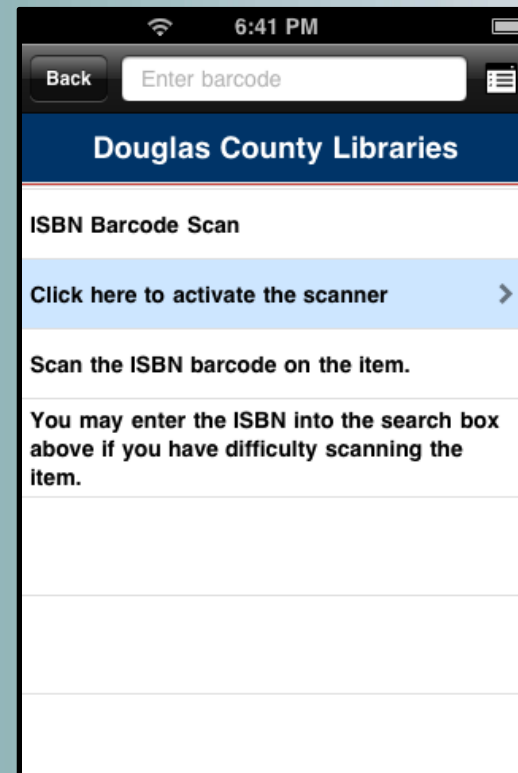 6:41 PM
Back
Enter barcode
Douglas County Libraries
ISBN Barcode Scan
Click here to activate the scanner
Scan the ISBN barcode on the item.
You may enter the ISBN into the search box
above if you have difficulty scanning the
item.